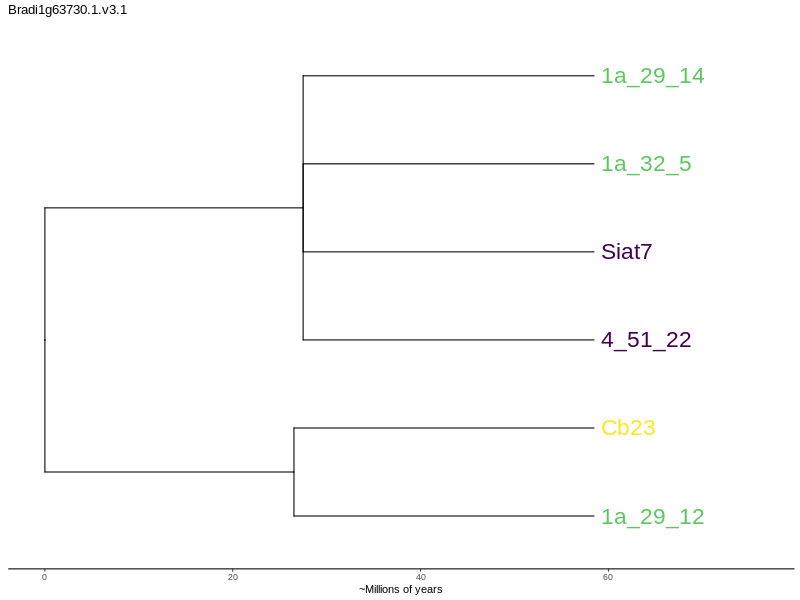 Bradi1g63730.1.v3.1
1a_29_14
1a_32_5
Siat7
4_51_22
Cb23
1a_29_12
0 20 40 60
~Millions of years